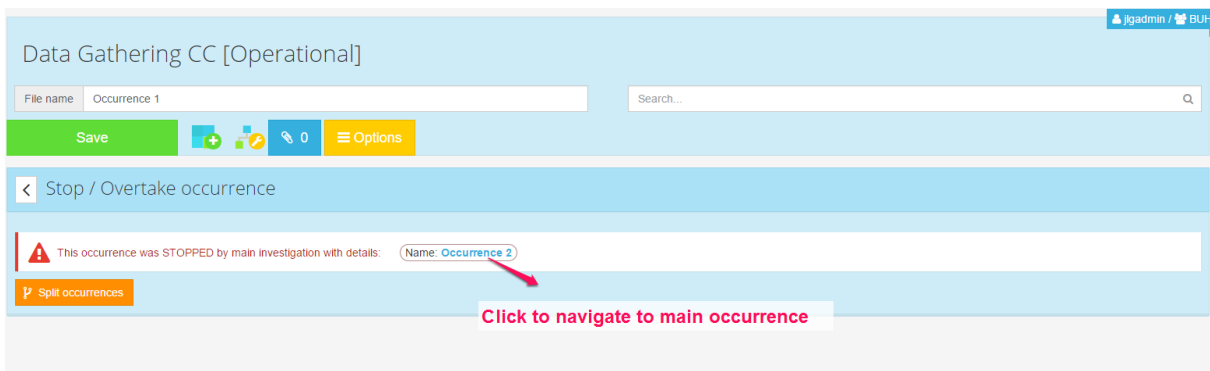 jlgadmin / BUH
Data Gathering CC [Operational]
File name Occurrence 1
Search...
Save 0 Options
Stop / Overtake occurrence
This occurrence was STOPPED by main investigation with details: Name: Occurrence 2
Split occurrences
Click to navigate to main occurrence